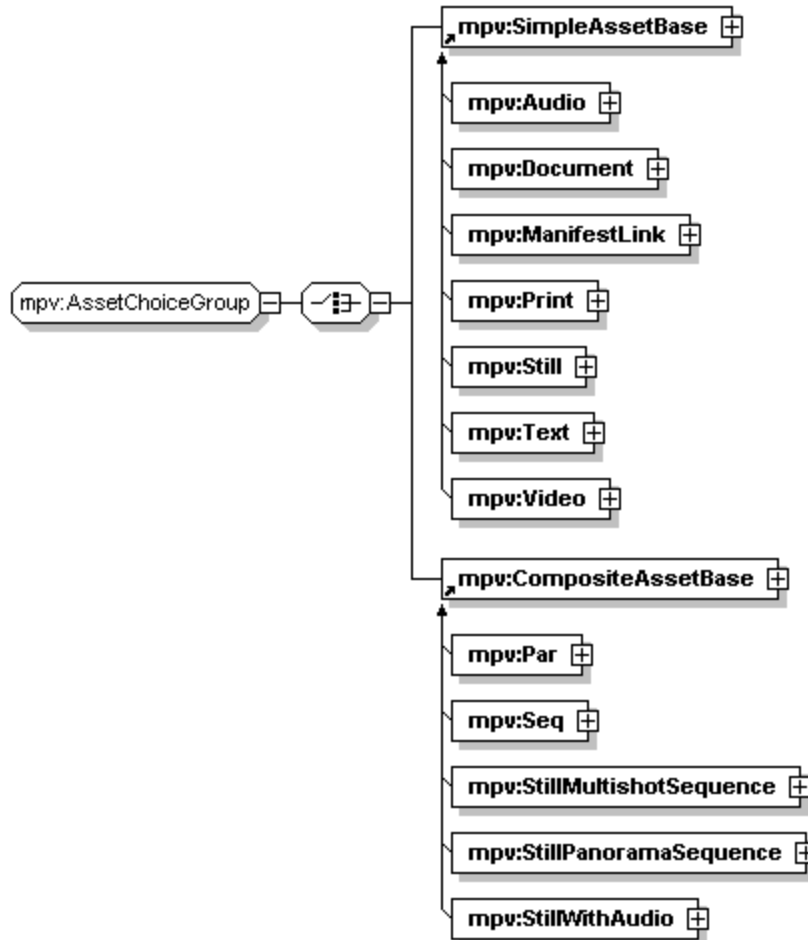 mpv:SimpleAssetBase
mpv:Audio
mpv:Document
mpv:ManifestLink
mpv:AssetChoiceGroup
mpv:Print
mpv:Still
mpv:Text
mpv:Video
mpv:CompositeAssetBase
mpv:Par
mpv:Seq
mpv:StillMultishotSequence
mpv:StillPanoramaSequence
mpv:StillWithAudio